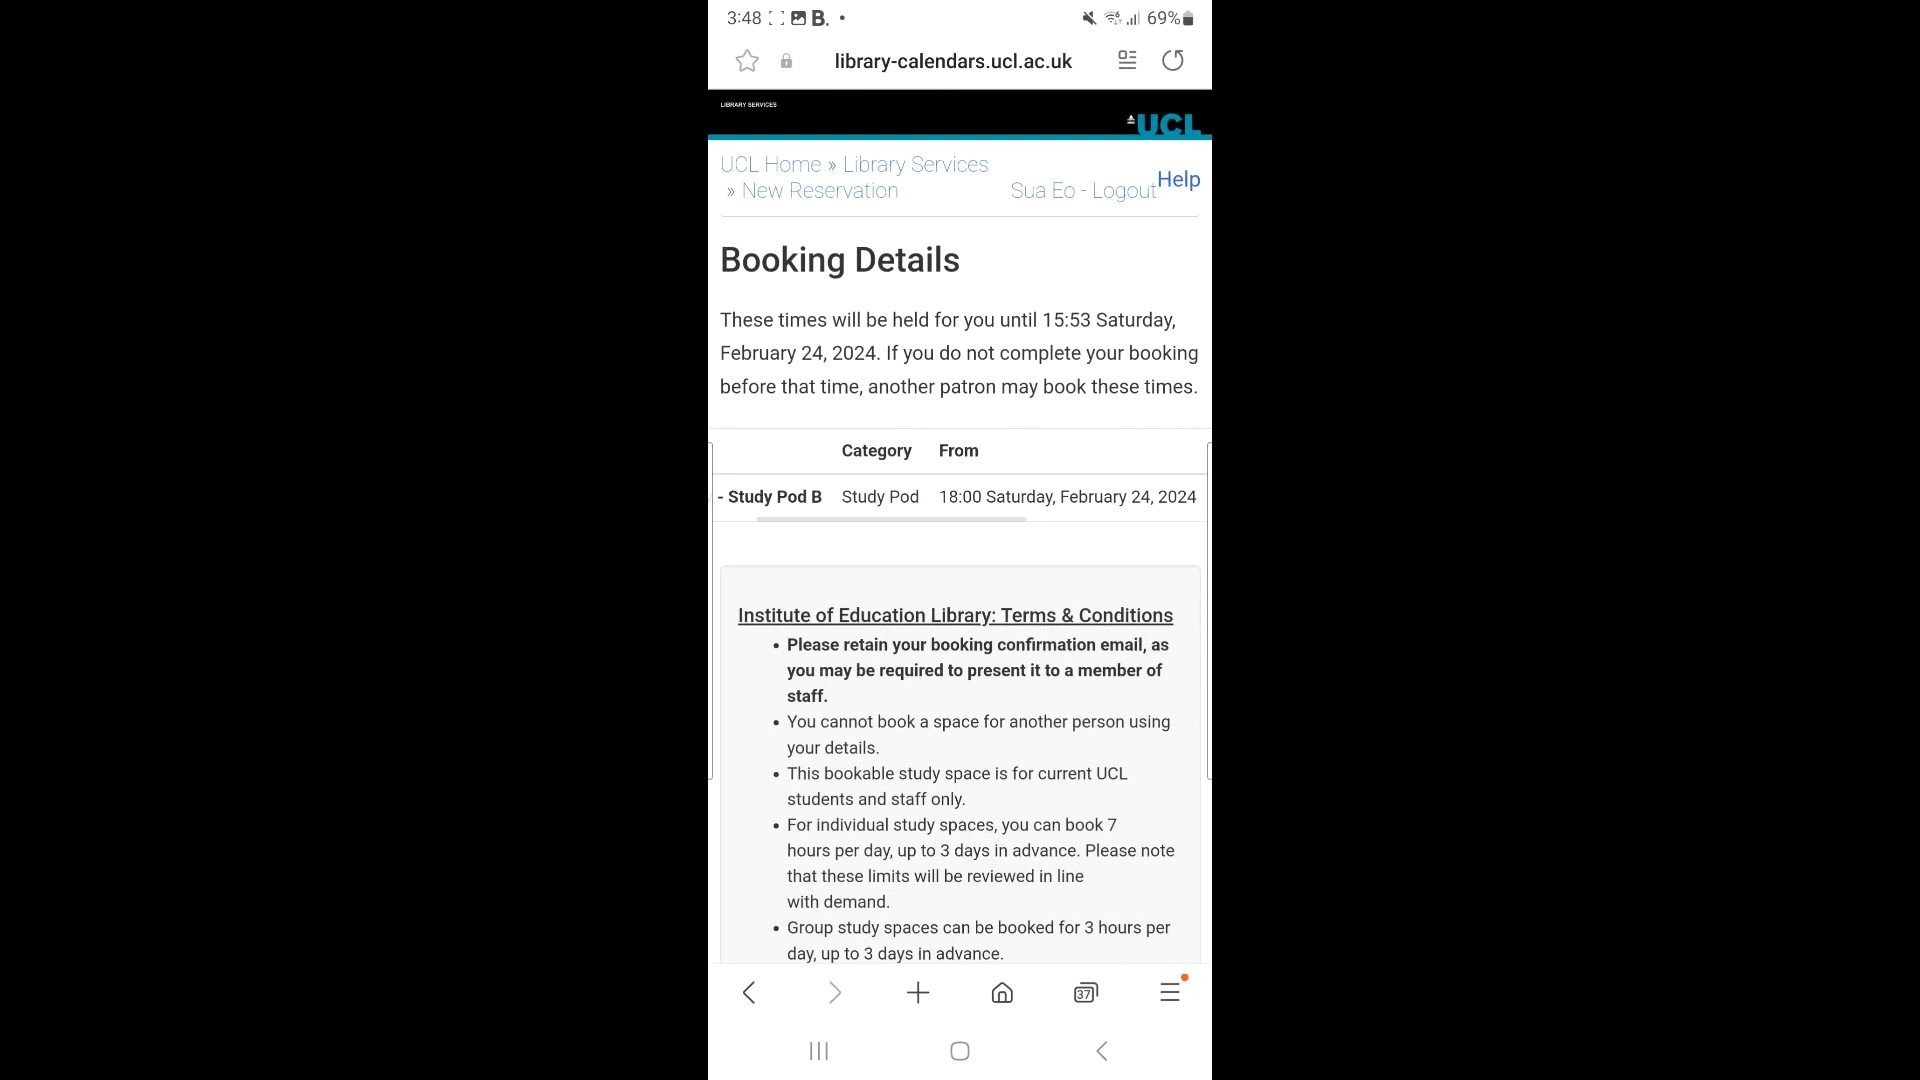 3:48 B. 69%
library-calendars.ucl.ac.uk
LIBRARY SERVICES
UCL
UCL Home » Library Services
» New Reservation Sua Eo - Logout Help
Booking Details
These times will be held for you until 15:53 Saturday,
February 24, 2024. If you do not complete your booking
before that time, another patron may book these times.
Category From
- Study Pod B Study Pod 18:00 Saturday, February 24, 2024
Institute of Education Library: Terms & Conditions
• Please retain your booking confirmation email, as
you may be required to present it to a member of
staff.
• You cannot book a space for another person using
your details.
• This bookable study space is for current UCL
students and staff only.
• For individual study spaces, you can book 7
hours per day, up to 3 days in advance. Please note
that these limits will be reviewed in line
with demand.
• Group study spaces can be booked for 3 hours per
day, up to 3 days in advance.
37